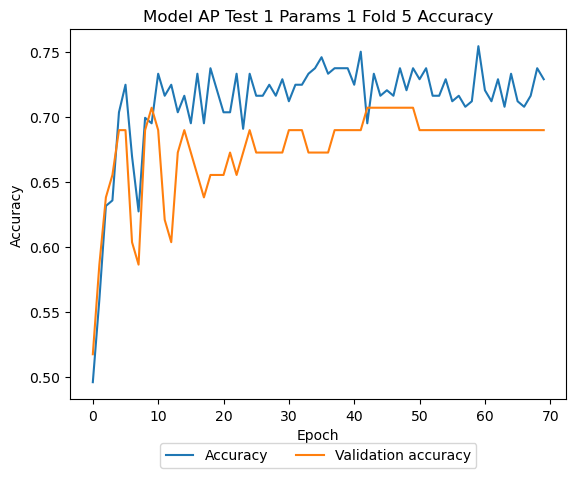 Model AP Test 1 Params 1 Fold 5 Accuracy
0.75
0.70
0.65
0.60
0.55
0.50
Accuracy
0 10 20 30 40 50 60 70
Epoch
Accuracy Validation accuracy